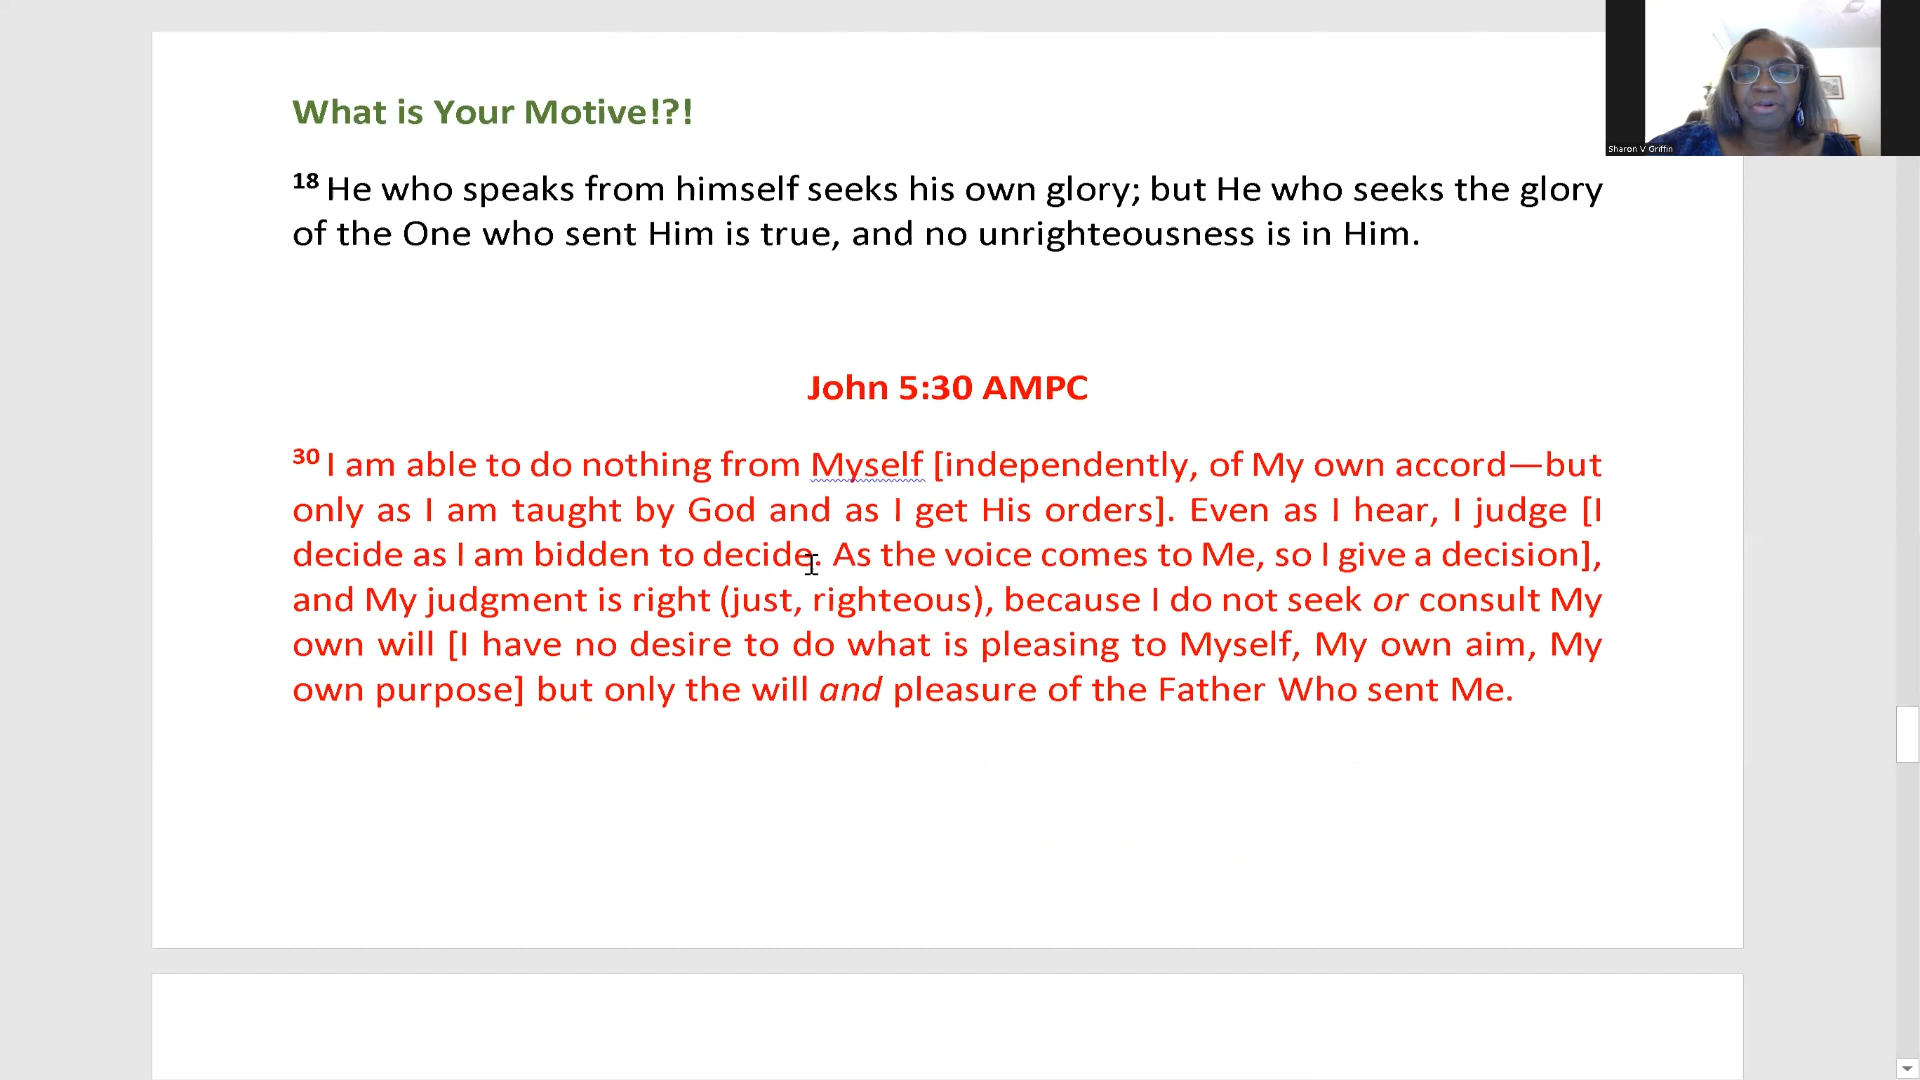 What is Your Motive!?!
Sharon V Griffin
18 He who speaks from himself seeks his own glory; but He who seeks the glory
of the One who sent Him is true, and no unrighteousness is in Him.
John 5:30 AMPC
30 I am able to do nothing from Myself [independently, of My own accord—but
only as I am taught by God and as I get His orders]. Even as I hear, I judge [I
decide as I am bidden to decide. As the voice comes to Me, so I give a decision],
and My judgment is right (just, righteous), because I do not seek or consult My
own will [I have no desire to do what is pleasing to Myself, My own aim, My
own purpose] but only the will and pleasure of the Father Who sent Me.